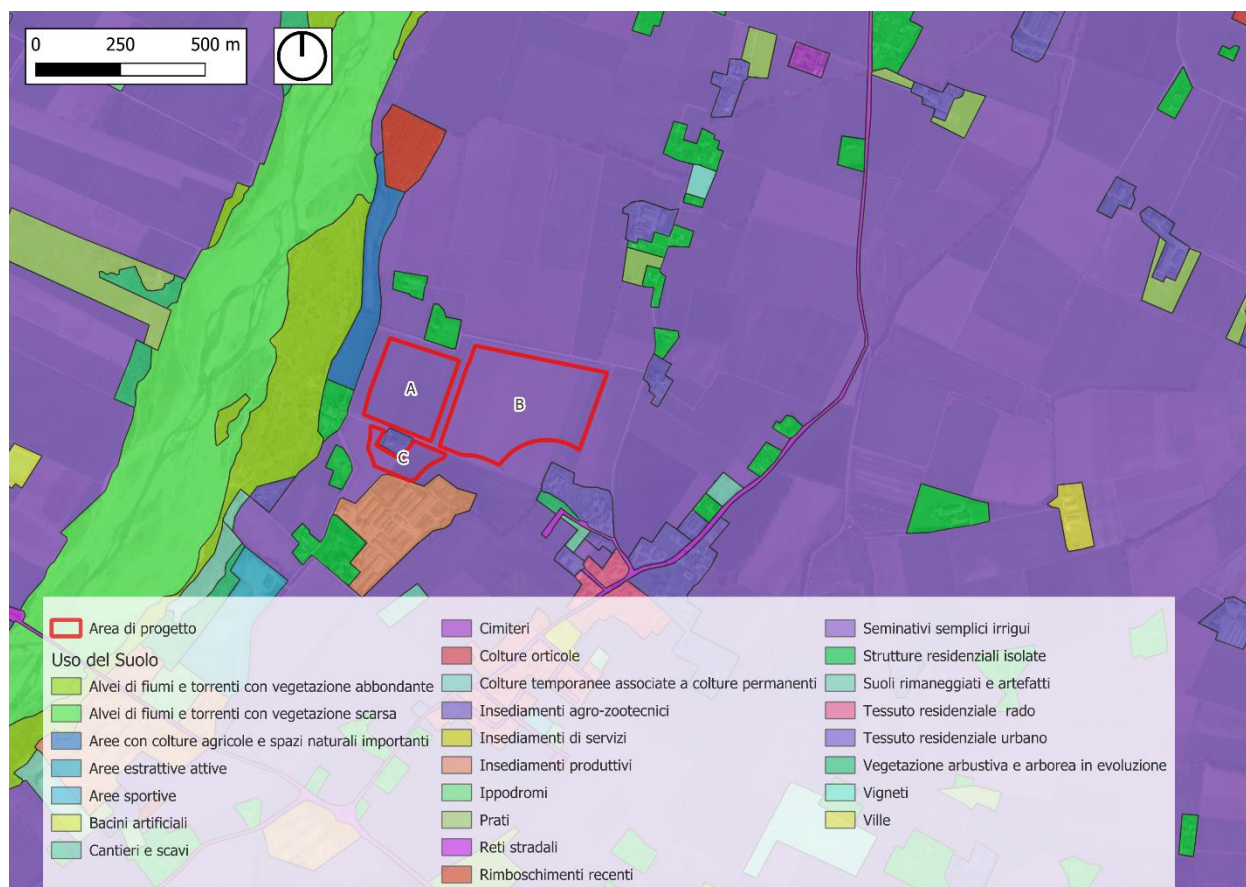 0 250 500 m
A
B
C
Area di progetto
Uso del Suolo
Alvei di fiumi e torrenti con vegetazione abbondante
Alvei di fiumi e torrenti con vegetazione scarsa
Aree con colture agricole e spazi naturali importanti
Aree estrattive attive
Aree sportive
Bacini artificiali
Cantieri e scavi
Cimiteri
Colture orticole
Colture temporanee associate a colture permanenti
Insediamenti agro-zootecnici
Insediamenti di servizi
Insediamenti produttivi
Ippodromi
Prati
Reti stradali
Rimboschimenti recenti
Seminativi semplici irrigui
Strutture residenziali isolate
Suoli rimaneggiati e artefatti
Tessuto residenziale rado
Tessuto residenziale urbano
Vegetazione arbustiva e arborea in evoluzione
Vigneti
Ville